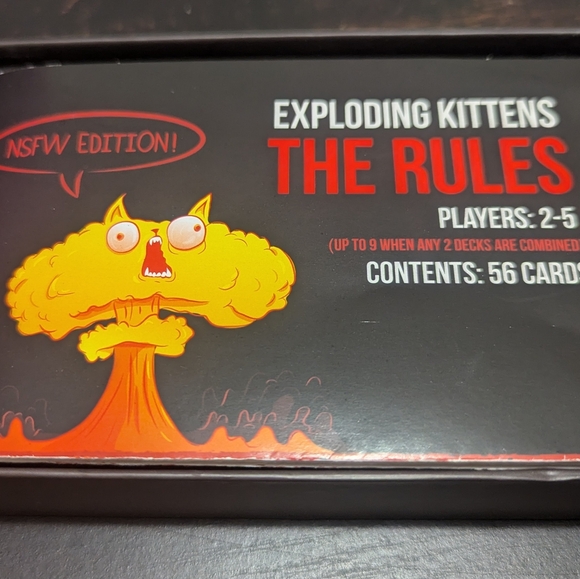 NSFW EDITION!
EXPLODING KITTENS
THE RULES
PLAYERS: 2-5
(UP TO 9 WHEN ANY 2 DECKS ARE COMBINED
CONTENTS: 56 CARDS